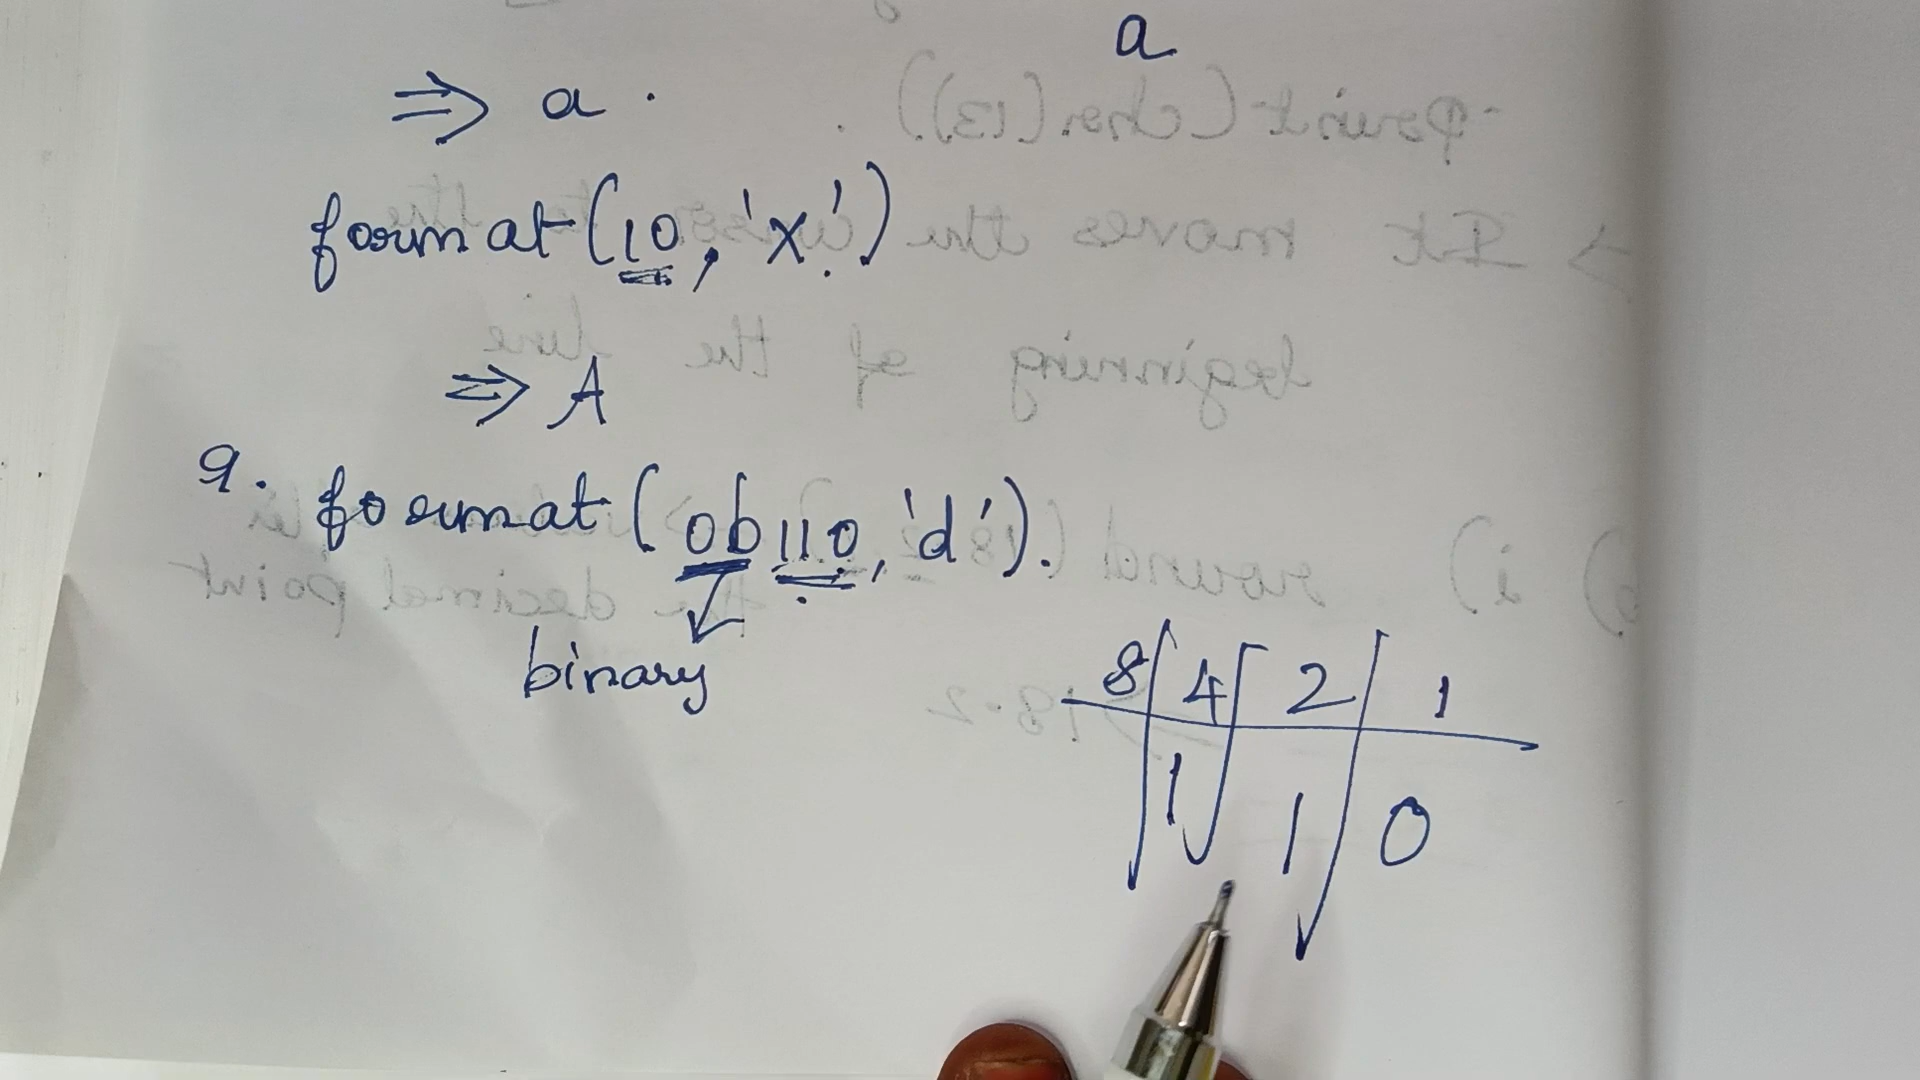 a
⇒ a.
format(10, 'X')
⇒ A
9. format(0b110, 'd').
binary
8 4 2 1
1 1 0